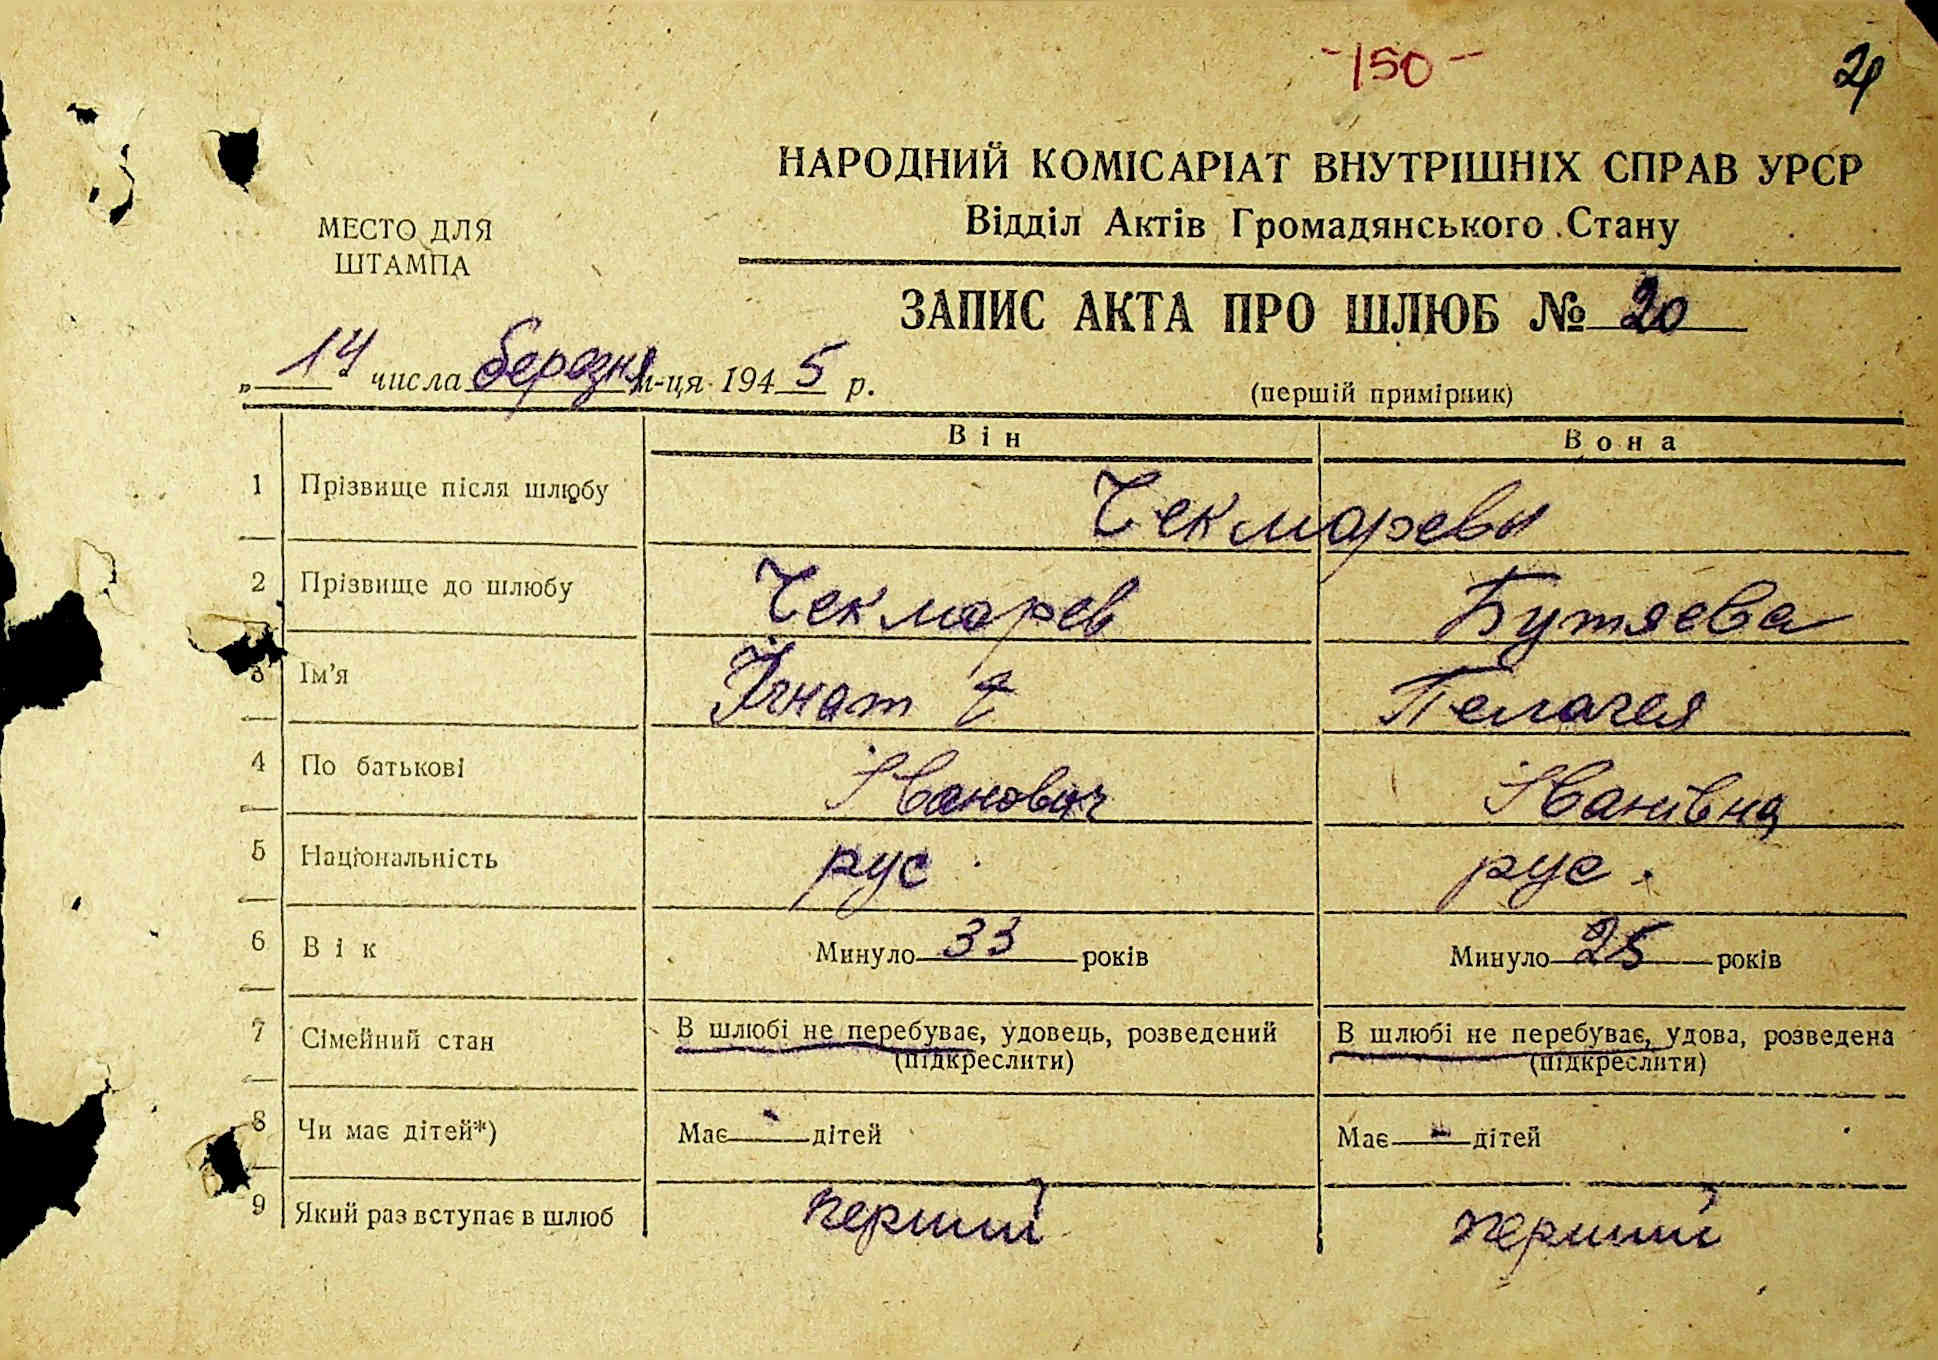 -150-
НАРОДНИЙ КОМІСАРІАТ ВНУТРІШНІХ СПРАВ УРСР
Відділ Актів Громадянського Стану
МЕСТО ДЛЯ
ШТАМПА
ЗАПИС АКТА ПРО ШЛЮБ № 20
„ 14 числа березня м-ця 1945 р.
(першій примірник)
Він Вона
1 Прізвище після шлюбу Чекмаревы
2 Прізвище до шлюбу Чекмарев Бутяева
3 Ім'я Ігнат Пелагея
4 По батькові Іванович Іванівна
5 Національність рус рус.
6 Вік Минуло 33 років Минуло 25 років
7 Сімейний стан В шлюбі не перебуває, удовець, розведений В шлюбі не перебуває, удова, розведена
(підкреслити) (підкреслити)
8 Чи має дітей*) Має - дітей Має - дітей
9 Який раз вступає в шлюб перший перший